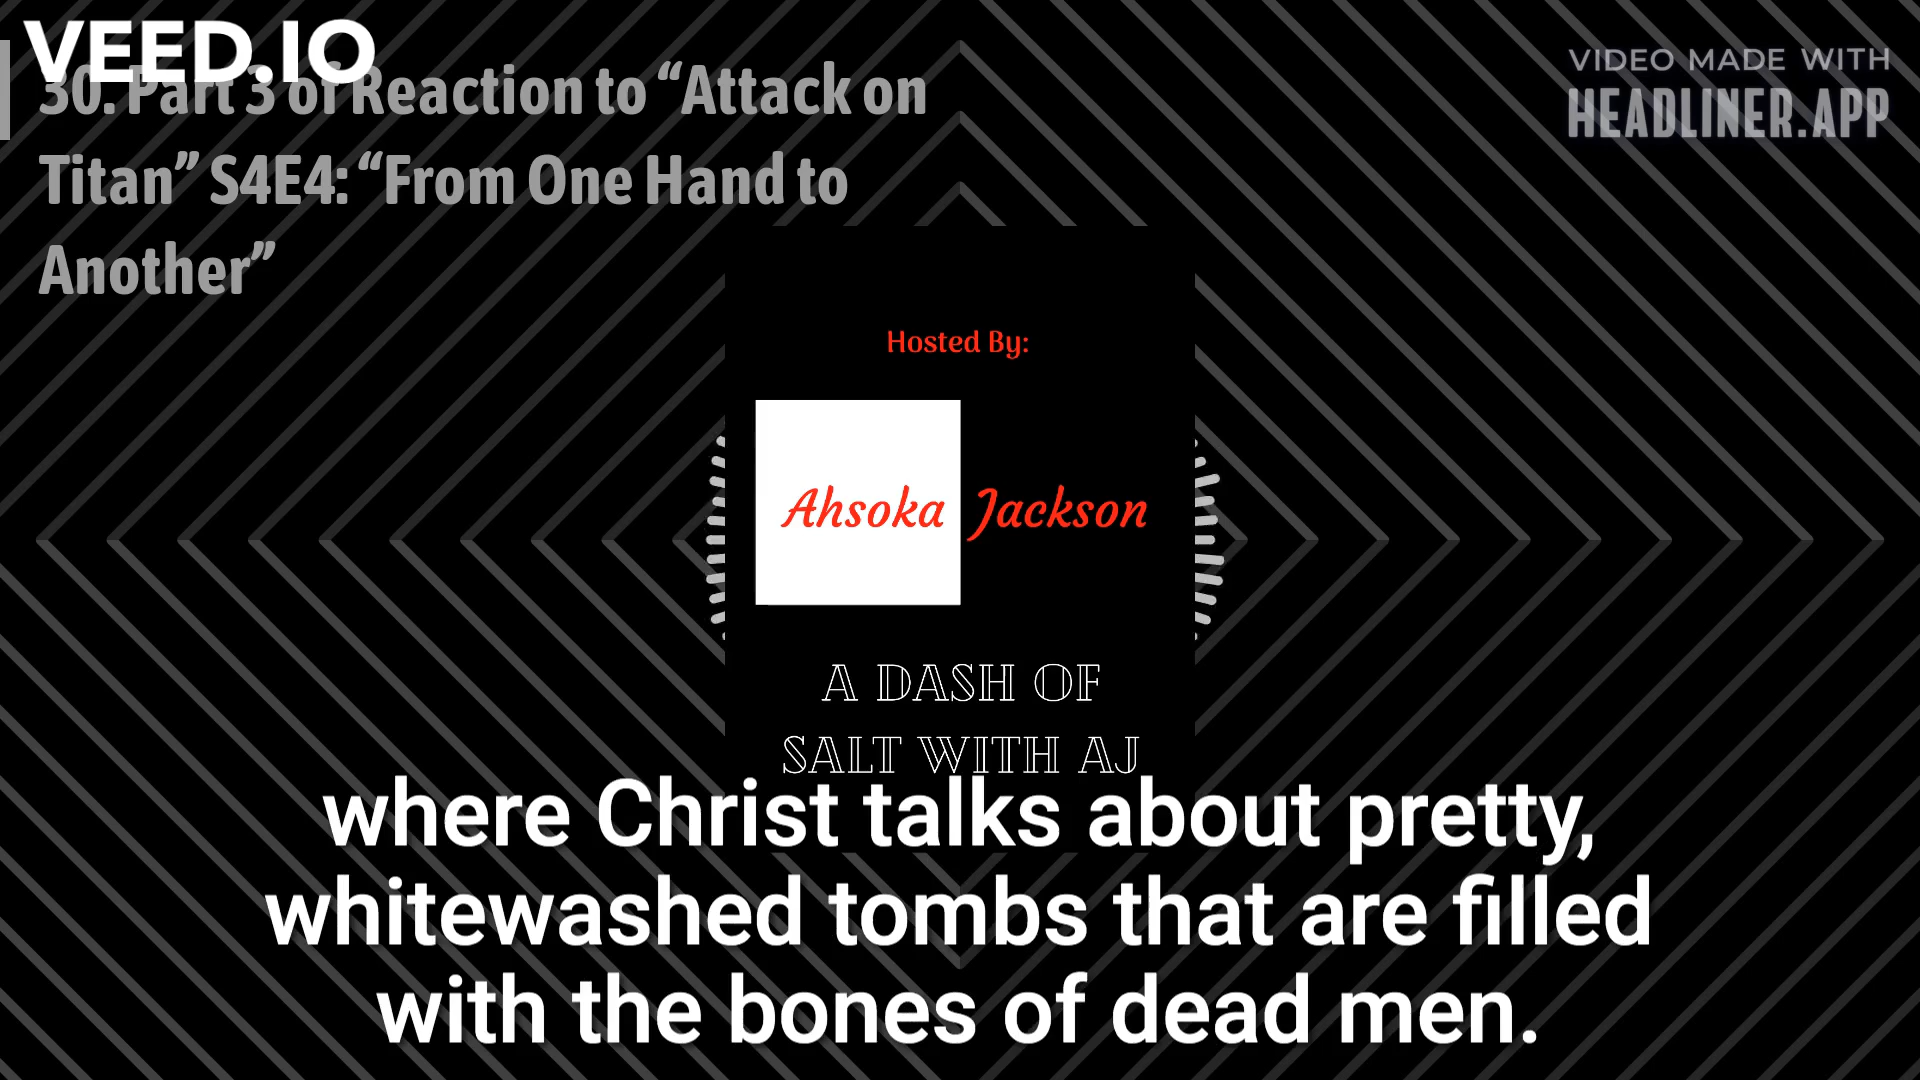 VEED.IO
VIDEO MADE WITH
HEADLINER.APP
30. Part 3 of Reaction to “Attack on
Titan” S4E4: “From One Hand to
Another”
Hosted By:
Ahsoka Jackson
A DASH OF
SALT WITH AJ
where Christ talks about pretty,
whitewashed tombs that are filled
with the bones of dead men.